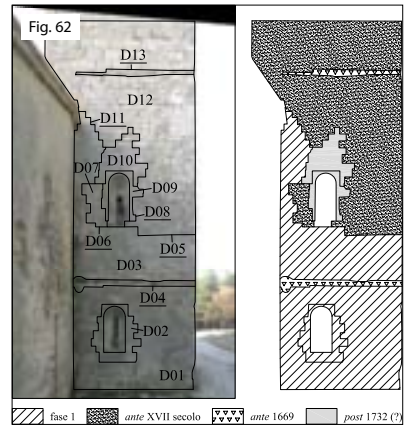 Fig. 62
D13
D12
D11
D10
D07
D09
D08
D06
D05
D03
D04
D02
D01
fase 1 ante XVII secolo ante 1669 post 1732 (?)